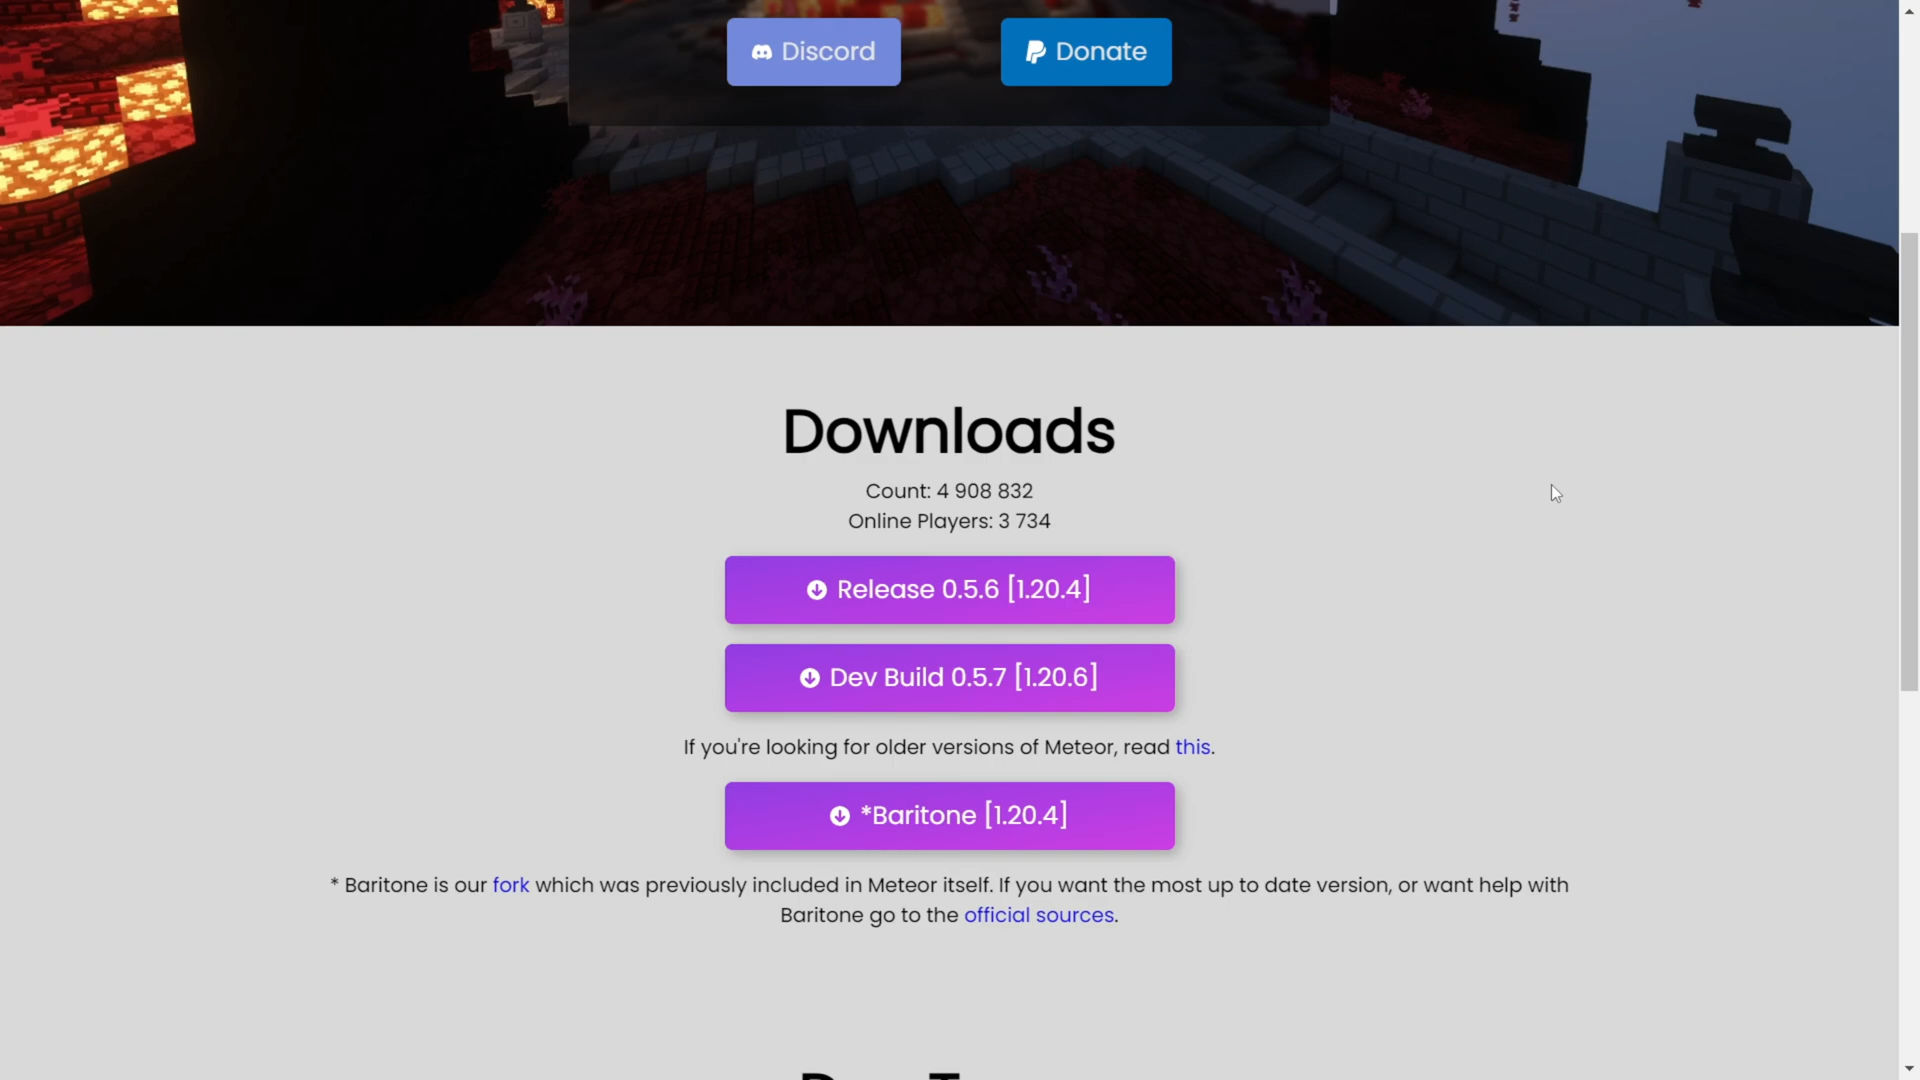 Discord
Donate
Downloads
Count: 4 908 832
Online Players: 3 734
Release 0.5.6 [1.20.4]
Dev Build 0.5.7 [1.20.6]
If you're looking for older versions of Meteor, read this.
*Baritone [1.20.4]
* Baritone is our fork which was previously included in Meteor itself. If you want the most up to date version, or want help with
Baritone go to the official sources.